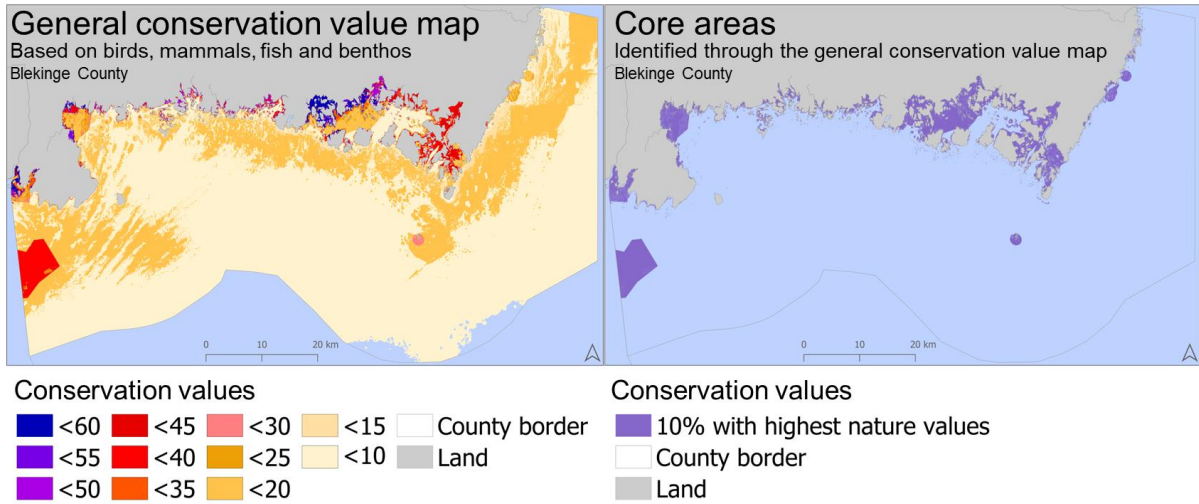 General conservation value map
Based on birds, mammals, fish and benthos
Blekinge County
0 10 20 km
Core areas
Identified through the general conservation value map
Blekinge County
0 10 20 km
Conservation values
<60 <45 <30 <15 County border
<55 <40 <25 <10 Land
<50 <35 <20
Conservation values
10% with highest nature values
County border
Land